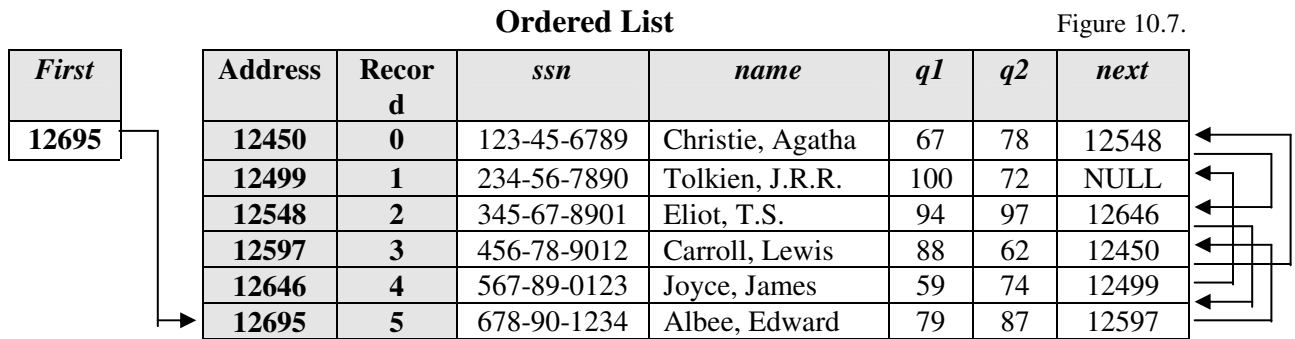 Ordered List Figure 10.7.
First Address Recor d ssn name q1 q2 next
12695 12450 0 123-45-6789 Christie, Agatha 67 78 12548
12499 1 234-56-7890 Tolkien, J.R.R. 100 72 NULL
12548 2 345-67-8901 Eliot, T.S. 94 97 12646
12597 3 456-78-9012 Carroll, Lewis 88 62 12450
12646 4 567-89-0123 Joyce, James 59 74 12499
12695 5 678-90-1234 Albee, Edward 79 87 12597